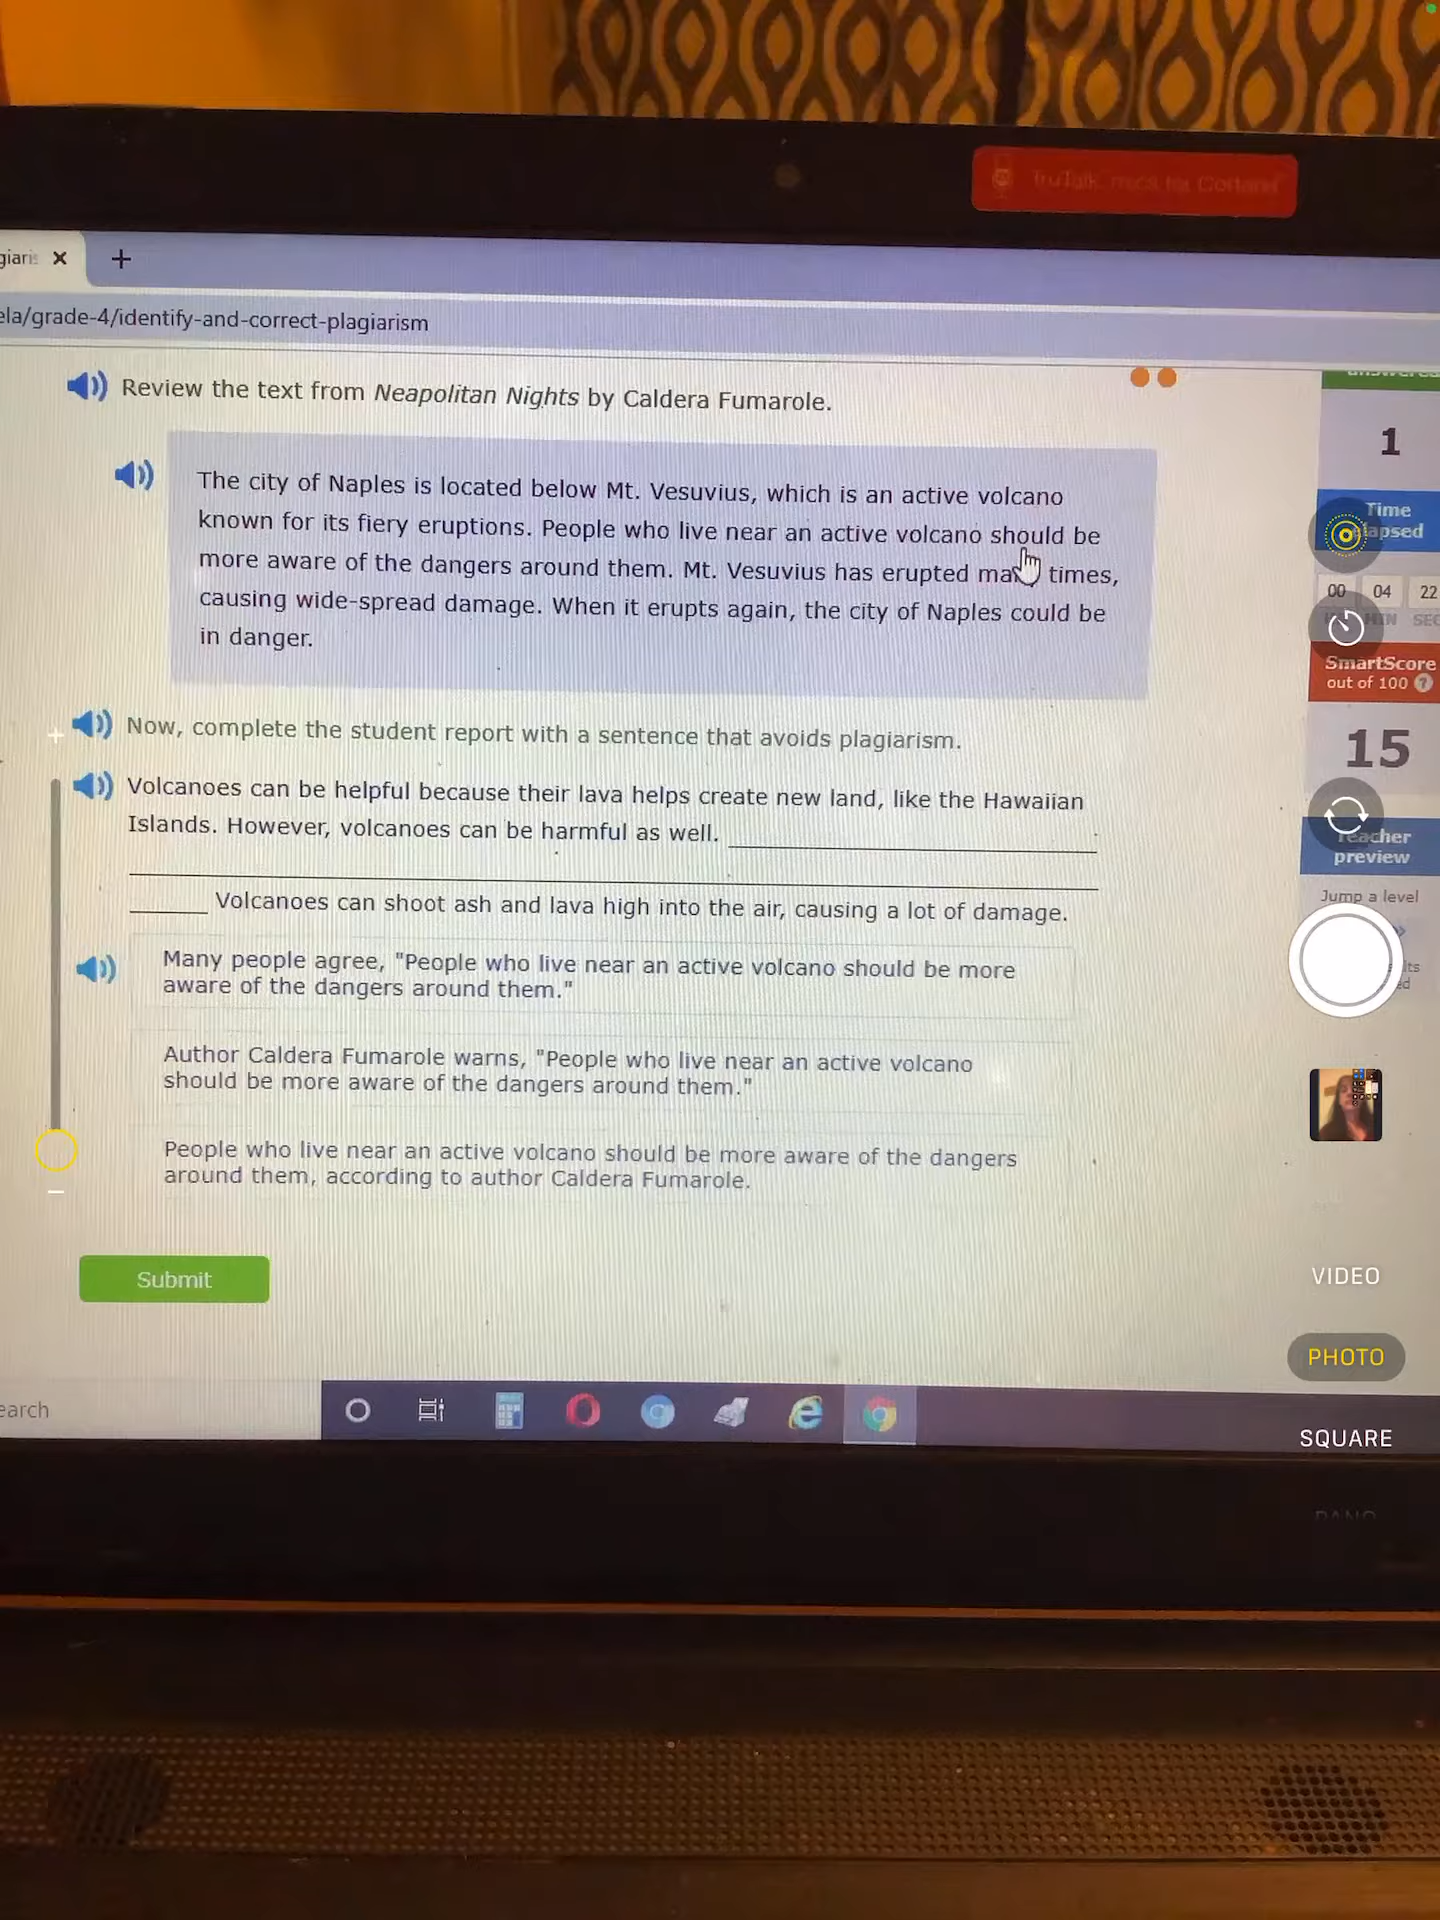 TruTalk mics for Cortana
giaris
ela/grade-4/identify-and-correct-plagiarism
Review the text from Neapolitan Nights by Caldera Fumarole.
answered
1
The city of Naples is located below Mt. Vesuvius, which is an active volcano
known for its fiery eruptions. People who live near an active volcano should be
more aware of the dangers around them. Mt. Vesuvius has erupted times,
causing wide-spread damage. When it erupts again, the city of Naples could be
in danger.
Time
apsed
00 04 22
MIN SEC
SmartScore
out of 100 ?
15
Now, complete the student report with a sentence that avoids plagiarism.
Volcanoes can be helpful because their lava helps create new land, like the Hawaiian
Islands. However, volcanoes can be harmful as well.
Volcanoes can shoot ash and lava high into the air, causing a lot of damage.
Teacher
preview
Jump a level
Many people agree, "People who live near an active volcano should be more
aware of the dangers around them."
Author Caldera Fumarole warns, "People who live near an active volcano
should be more aware of the dangers around them."
People who live near an active volcano should be more aware of the dangers
around them, according to author Caldera Fumarole.
Submit
VIDEO
PHOTO
SQUARE
PANO
earch